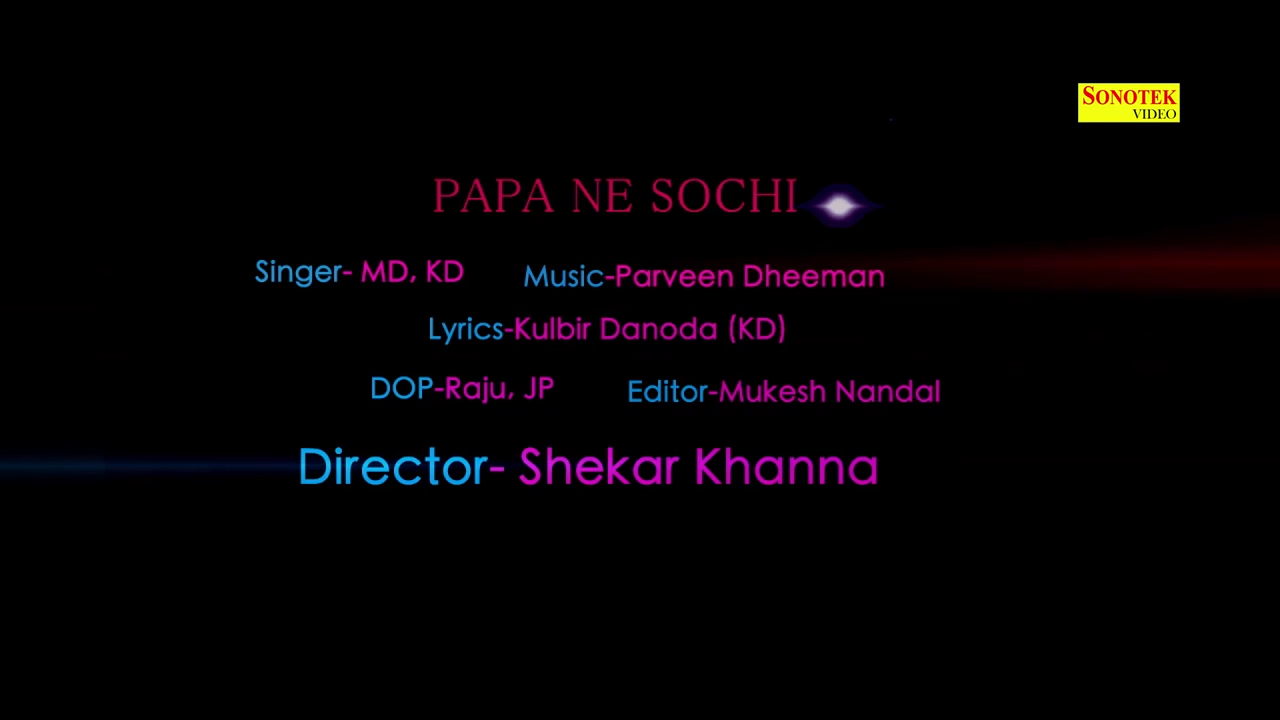 SONOTEK
VIDEO
PAPA NE SOCHI
Singer- MD, KD
Music-Parveen Dheeman
Lyrics-Kulbir Danoda (KD)
DOP-Raju, JP
Editor-Mukesh Nandal
Director- Shekar Khanna